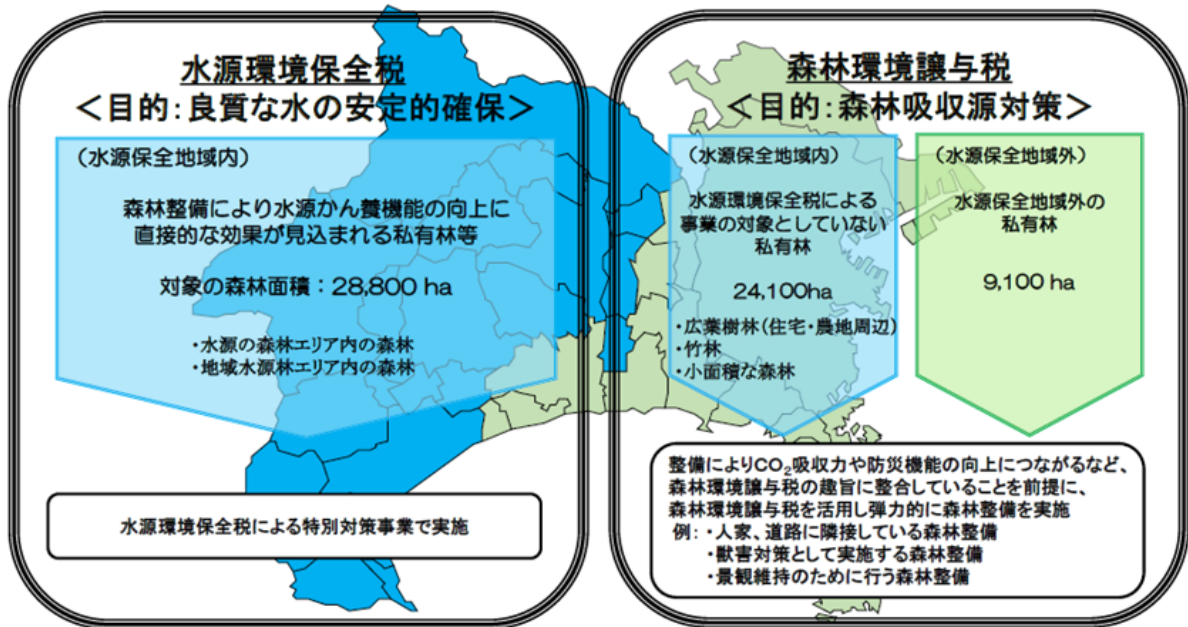 水源環境保全税
＜目的：良質な水の安定的確保＞
（水源保全地域内）
森林整備により水源かん養機能の向上に
直接的な効果が見込まれる私有林等
対象の森林面積：28,800 ha
・水源の森林エリア内の森林
・地域水源林エリア内の森林
水源環境保全税による特別対策事業で実施
森林環境譲与税
＜目的：森林吸収源対策＞
（水源保全地域内）
水源環境保全税による
事業の対象としていない
私有林
24,100ha
・広葉樹林（住宅・農地周辺）
・竹林
・小面積な森林
（水源保全地域外）
水源保全地域外の
私有林
9,100 ha
整備によりCO₂吸収力や防災機能の向上につながるなど、
森林環境譲与税の趣旨に整合していることを前提に、
森林環境譲与税を活用し弾力的に森林整備を実施
例：・人家、道路に隣接している森林整備
・獣害対策として実施する森林整備
・景観維持のために行う森林整備